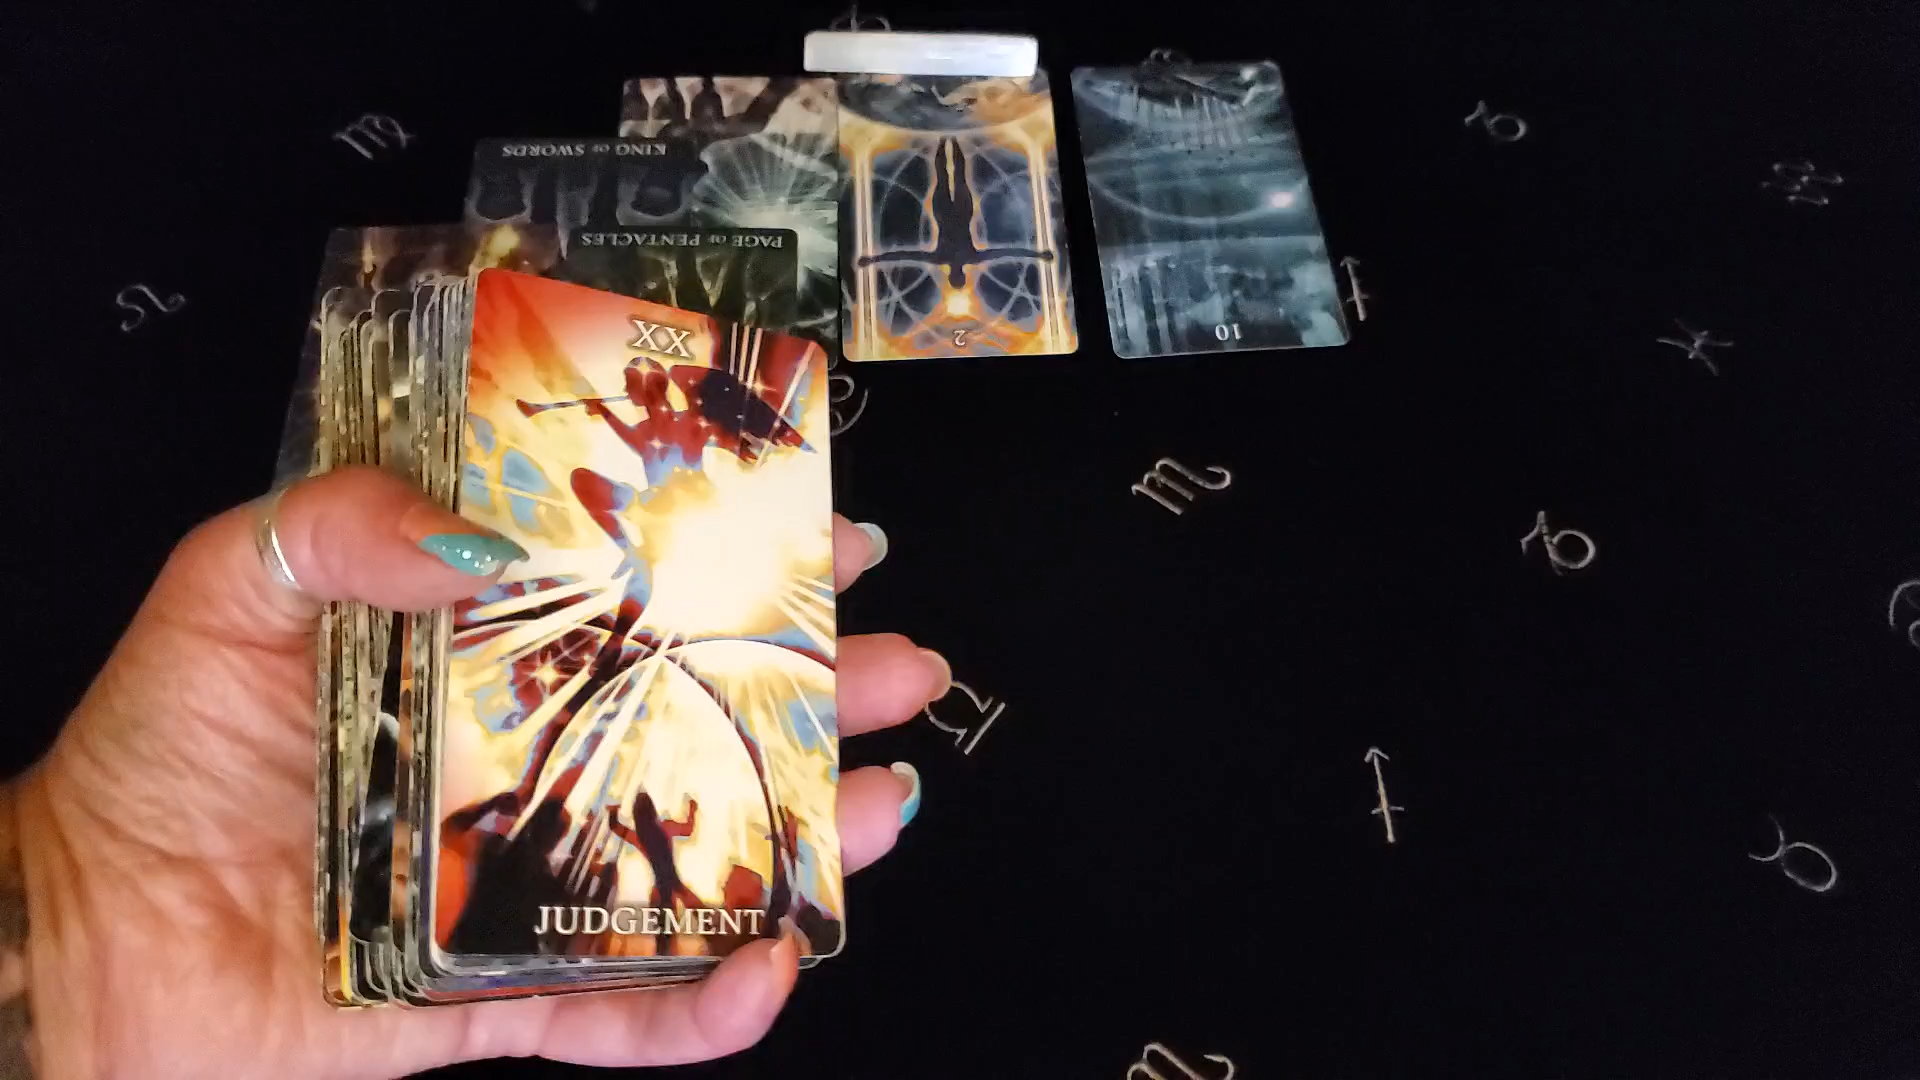 KING OF SWORDS
PAGE OF PENTACLES
2
10
XX
JUDGEMENT